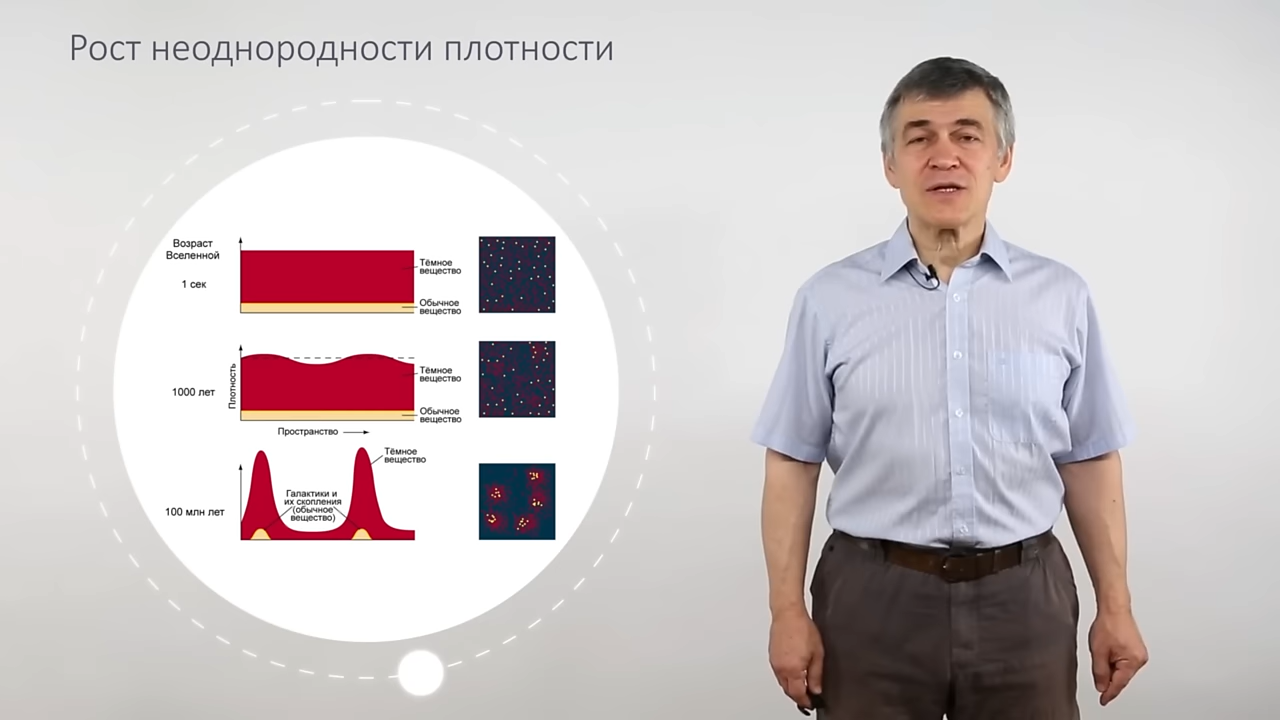 Рост неоднородности плотности
Возраст
Вселенной
1 сек
Тёмное
вещество
Обычное
вещество
1000 лет
Плотность
Тёмное
вещество
Обычное
вещество
Пространство
100 млн лет
Тёмное
вещество
Галактики и
их скопления
(обычное
вещество)